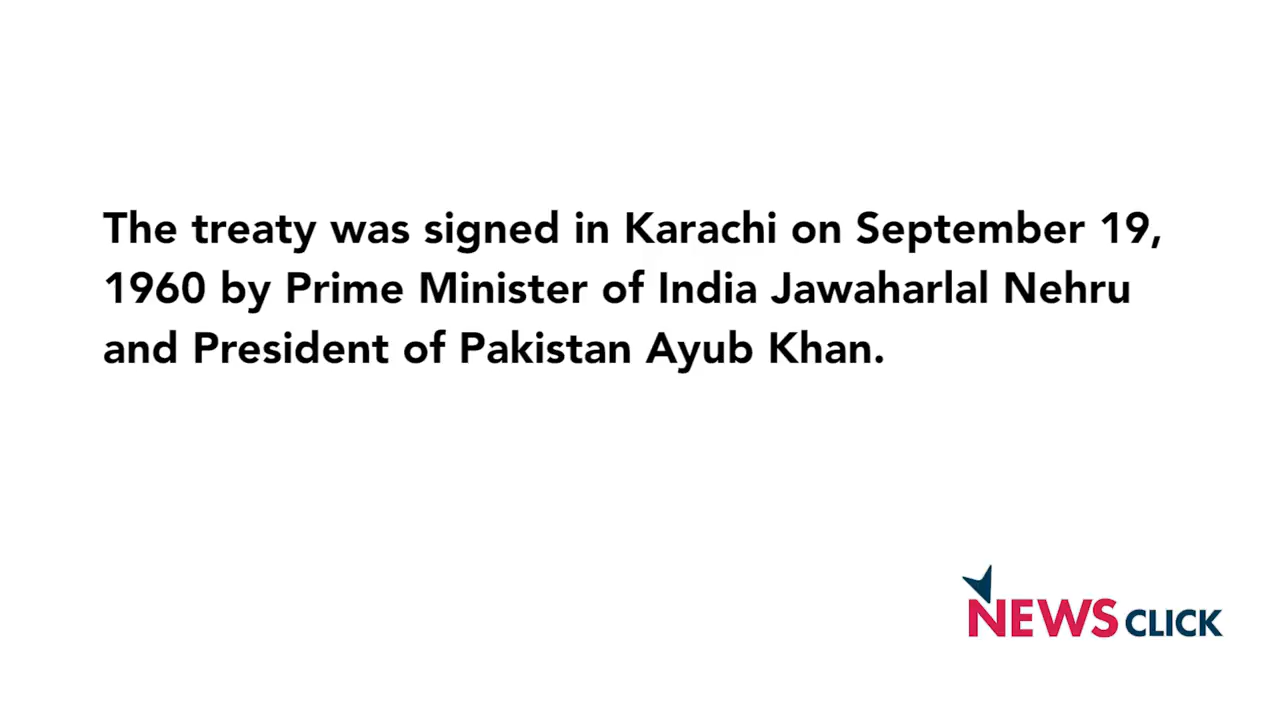 The treaty was signed in Karachi on September 19,
1960 by Prime Minister of India Jawaharlal Nehru
and President of Pakistan Ayub Khan.
NEWS CLICK